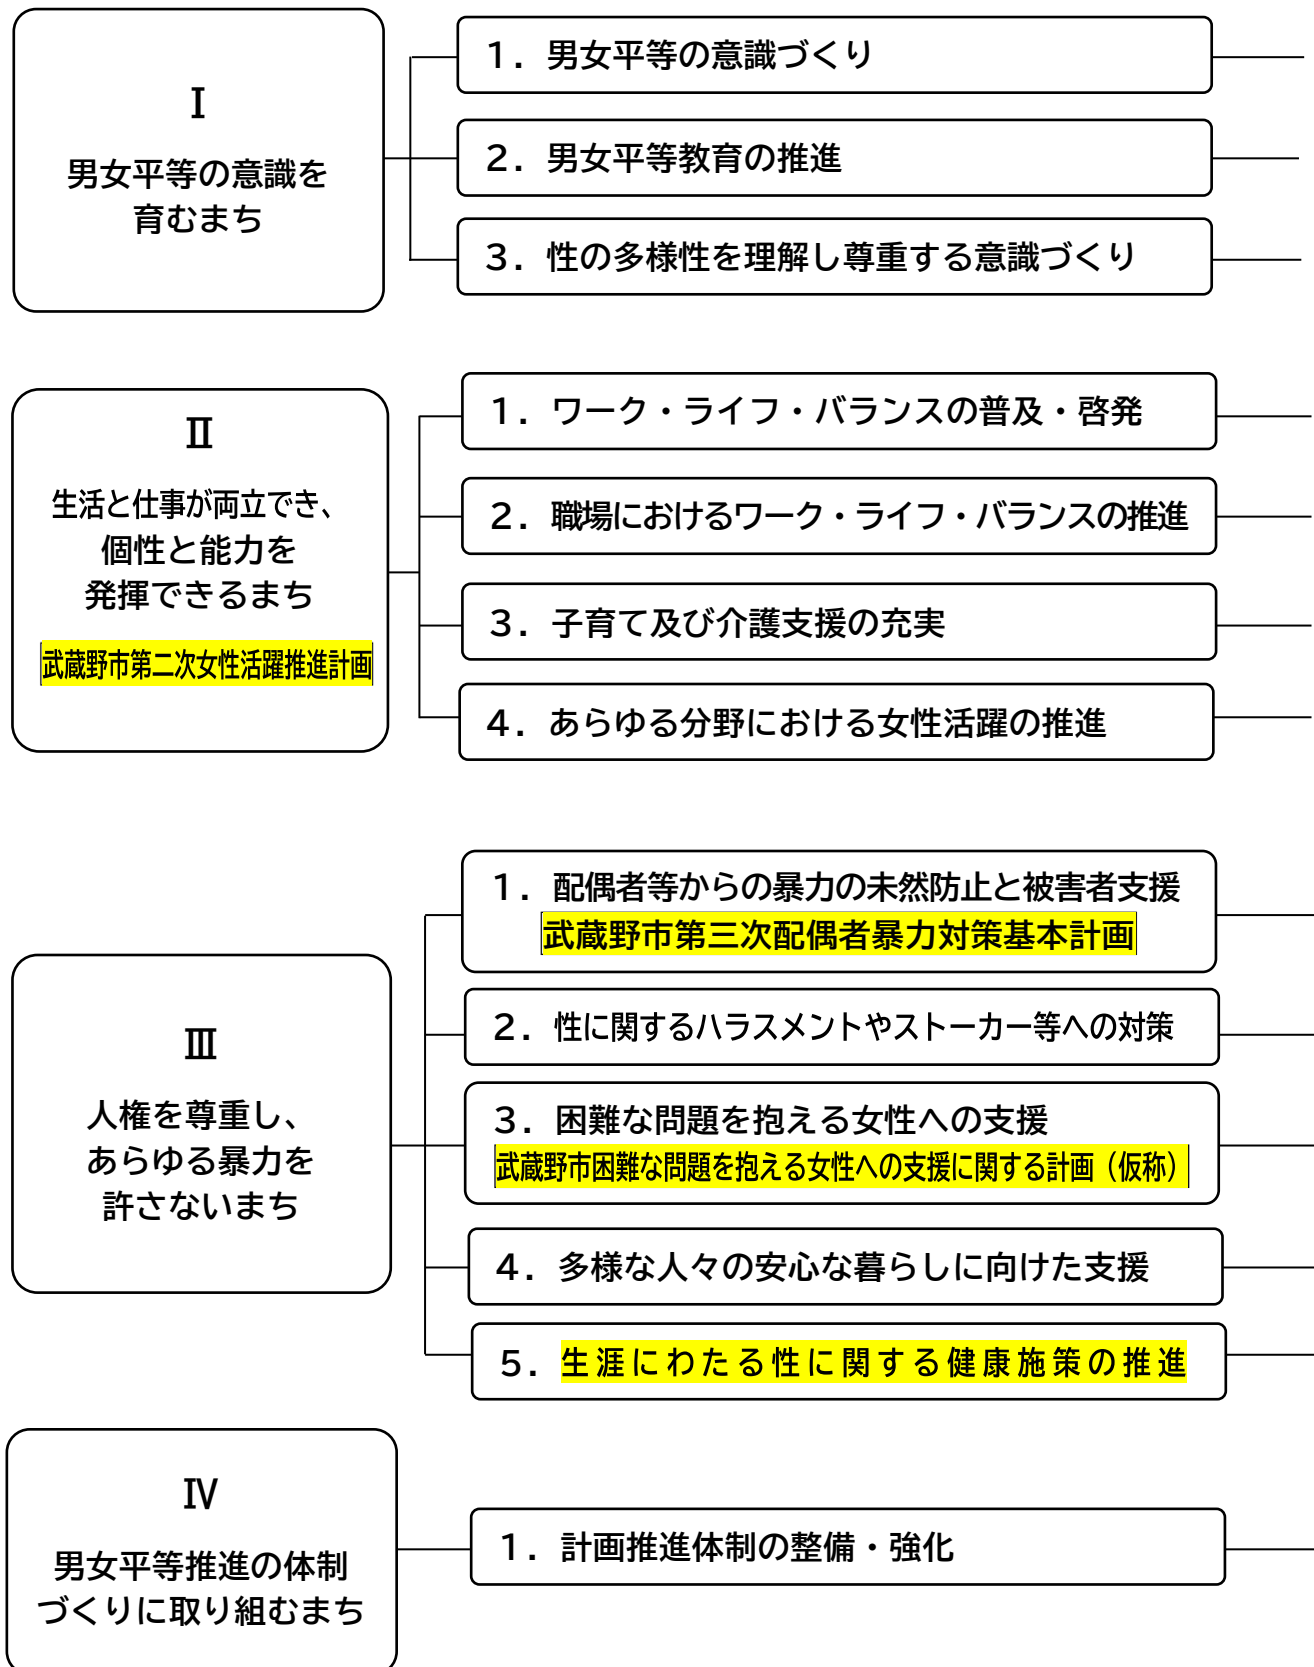 Ⅰ
男女平等の意識を
育むまち
１．男女平等の意識づくり
２．男女平等教育の推進
３．性の多様性を理解し尊重する意識づくり
Ⅱ
生活と仕事が両立でき、
個性と能力を
発揮できるまち
武蔵野市第二次女性活躍推進計画
１．ワーク・ライフ・バランスの普及・啓発
２．職場におけるワーク・ライフ・バランスの推進
３．子育て及び介護支援の充実
４．あらゆる分野における女性活躍の推進
Ⅲ
人権を尊重し、
あらゆる暴力を
許さないまち
１．配偶者等からの暴力の未然防止と被害者支援
武蔵野市第三次配偶者暴力対策基本計画
２．性に関するハラスメントやストーカー等への対策
３．困難な問題を抱える女性への支援
武蔵野市困難な問題を抱える女性への支援に関する計画（仮称）
４．多様な人々の安心な暮らしに向けた支援
５．生涯にわたる性に関する健康施策の推進
Ⅳ
男女平等推進の体制
づくりに取り組むまち
１．計画推進体制の整備・強化